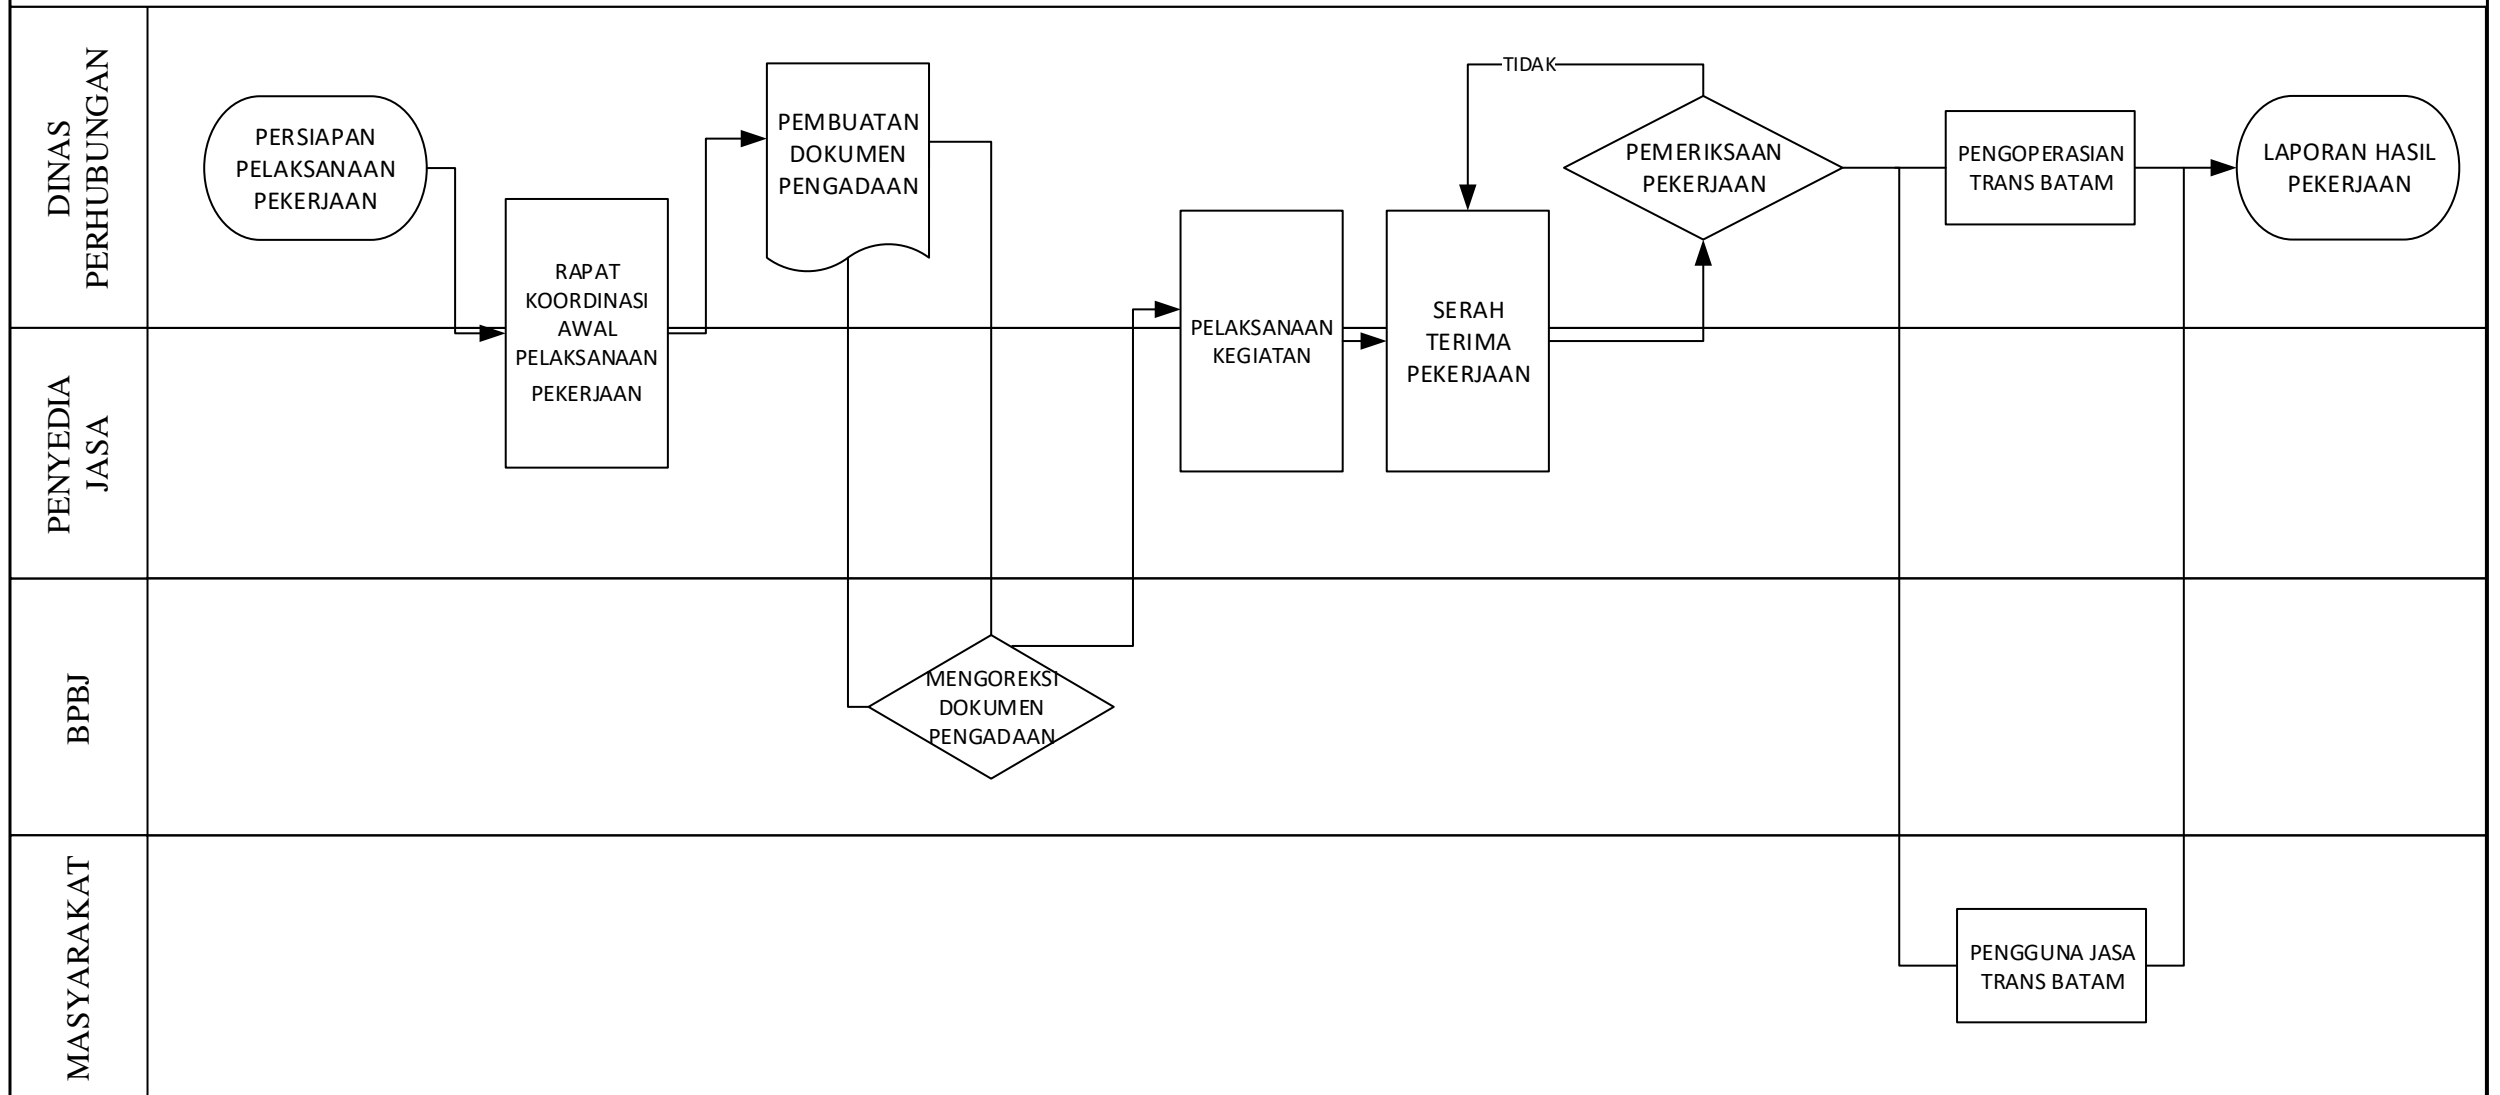 DINAS
PERHUBUNGAN
PERSIAPAN
PELAKSANAAN
PEKERJAAN
RAPAT
KOORDINASI
AWAL
PELAKSANAAN
PEKERJAAN
PEMBUATAN
DOKUMEN
PENGADAAN
PELAKSANAAN
KEGIATAN
SERAH
TERIMA
PEKERJAAN
TIDAK
PEMERIKSAAN
PEKERJAAN
PENGOPERASIAN
TRANS BATAM
LAPORAN HASIL
PEKERJAAN
PENYEDIA
JASA
BPBJ
MENGOREKSI
DOKUMEN
PENGADAAN
MASYARAKAT
PENGGUNA JASA
TRANS BATAM